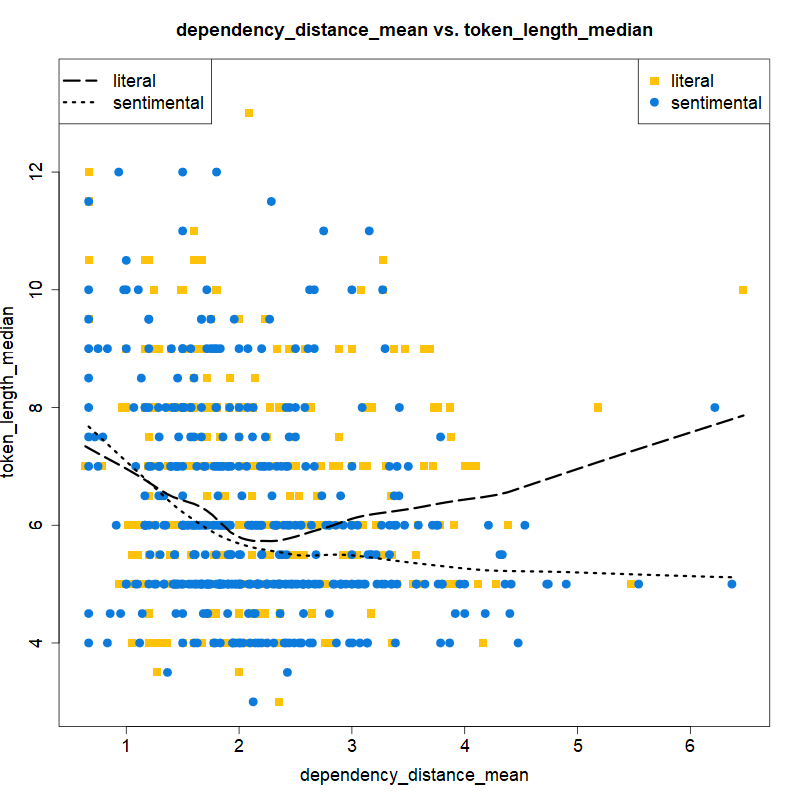 dependency_distance_mean vs. token_length_median
literal
sentimental
literal
sentimental
token_length_median
12
10
8
6
4
1 2 3 4 5 6
dependency_distance_mean